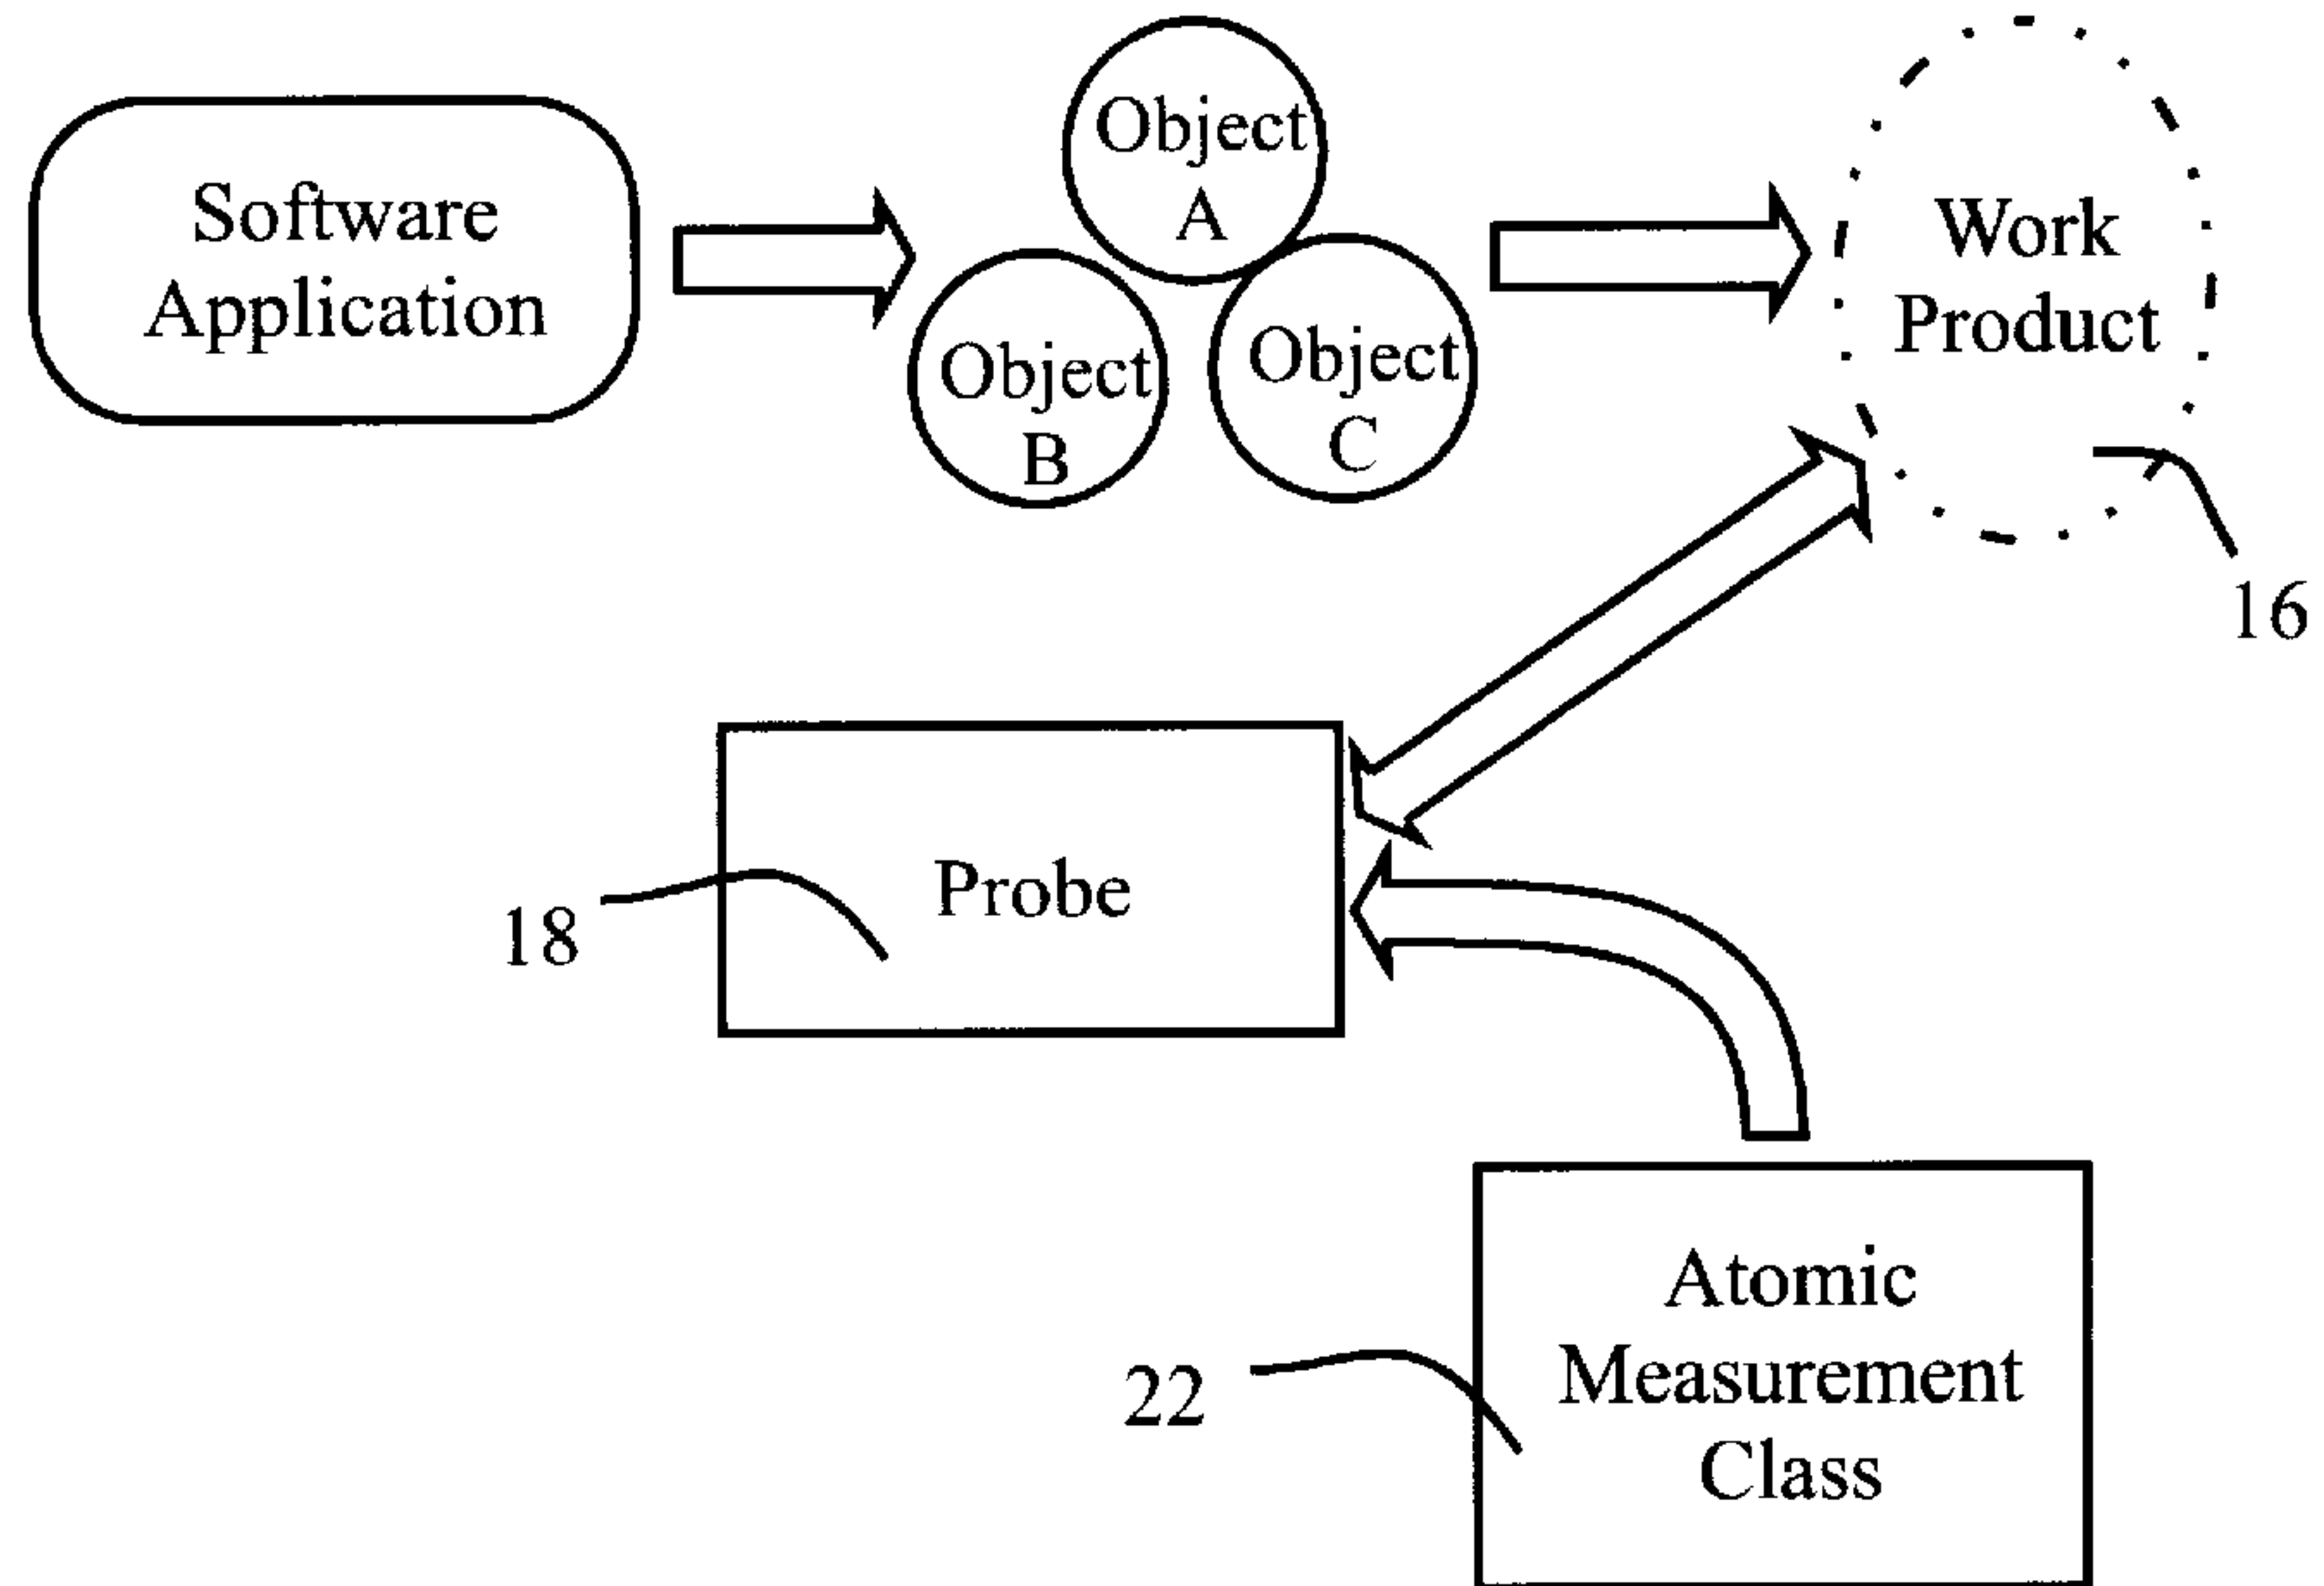 Software
Application
Object
A
Object
B
Object
C
Work
Product
16
Probe
18
Atomic
Measurement
Class
22